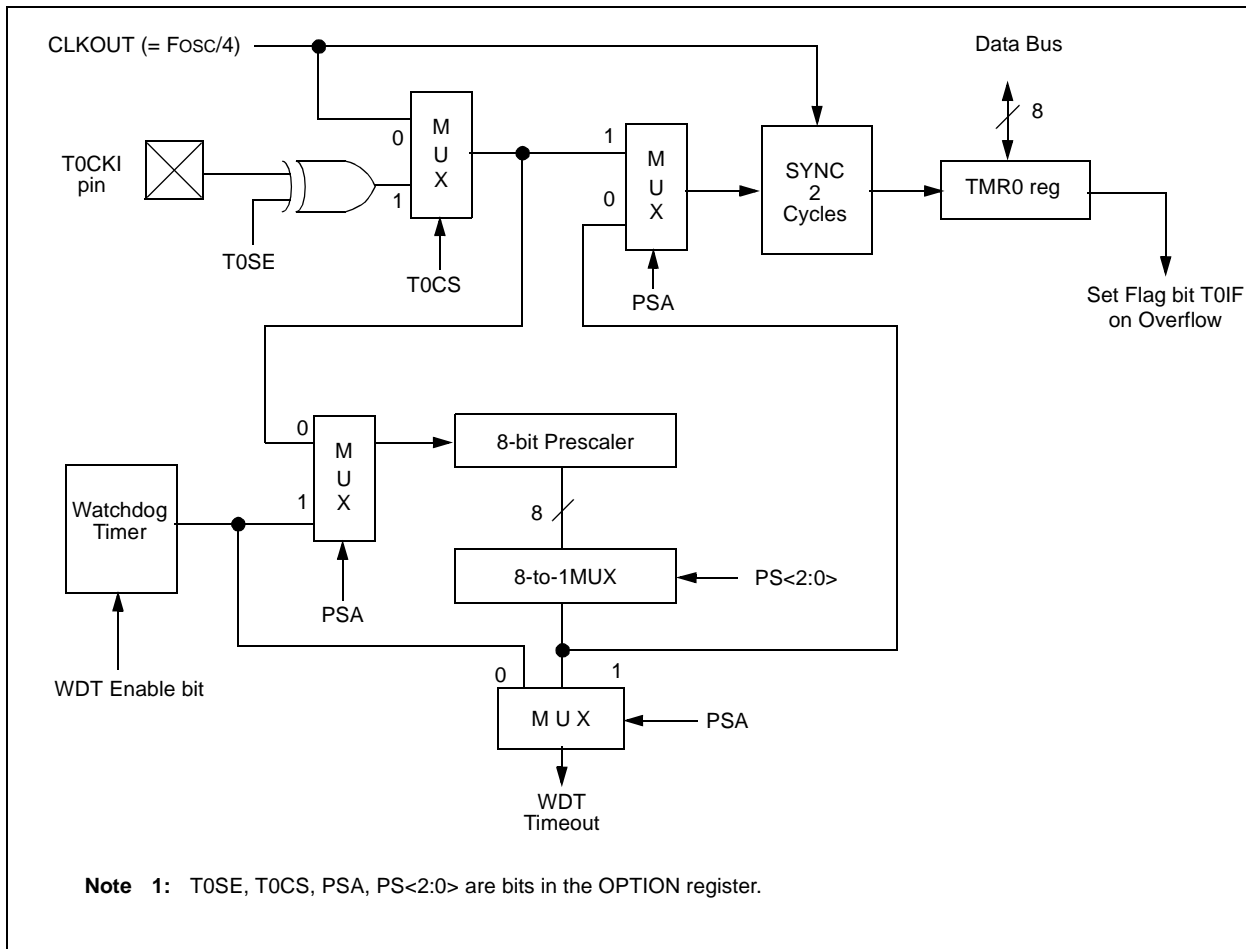 CLKOUT (= FOSC/4)
Data Bus
8
T0CKI
pin
T0SE
0
1
M
U
X
T0CS
1
0
M
U
X
PSA
SYNC
2
Cycles
TMR0 reg
Set Flag bit T0IF
on Overflow
0
1
M
U
X
PSA
8-bit Prescaler
8
8-to-1MUX
PS<2:0>
Watchdog
Timer
WDT Enable bit
0
1
M U X
PSA
WDT
Timeout
Note 1: T0SE, T0CS, PSA, PS<2:0> are bits in the OPTION register.